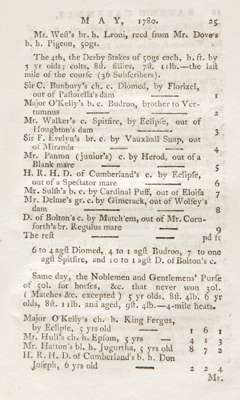 MAY, 1780. 25
Mr. West's br. h. Leoni, recd from Mr. Dove's
b. h. Pigeon, 50gs.
The 4th, the Derby Stakes of 50gs each, h. ft. by
3 yr olds; colts, 8st. fillies, 7st. 11lb.—the last
mile of the course (36 Subscribers).
Sir C. Bunbury's ch. c. Diomed, by Florizel,
out of Pastorella's dam — 1
Major O'Kelly's b. c. Budroo, brother to Ver-
tumnus — 2
Mr. Walker's c. Spitfire, by Eclipse, out of
Houghton's dam — 3
Sir F. Evelyn's br. c. by Vauxhall Snap, out
of Miranda — 4
Mr. Panton (junior's) c. by Herod, out of a
Blank mare — 5
H. R. H. D. of Cumberland's c. by Eclipse,
out of a Spectator mare — 6
Mr. Sulsh's b. c. by Cardinal Puff, out of Eloisa 7
Mr. Delme's gr. c. by Gimcrack, out of Wolsey's
dam — 8
D. of Bolton's c. by Match'em, out of Mr. Corn-
forth's br. Regulus mare — 9
The rest — pd ft
6 to 4 agst Diomed, 4 to 1 agst Budroo, 7 to one
agst Spitfire, and 10 to 1 agst D. of Bolton's c.
Same day, the Noblemen and Gentlemens' Purse
of 50l. for horses, &c. that never won 30l.
(Matches &c. excepted) 5 yr olds, 8st. 4lb. 6 yr
olds, 8st. 11lb. and aged, 9st. 4lb.—4-mile heats.
Major O'Kelly's ch. h. King Fergus,
by Eclipse, 5 yrs old — 1 6 1
Mr. Hull's ch. h. Epsom, 5 yrs — 4 1 3
Mr. Hatton's bl. h. Jugurtha, 5 yrs old 8 7 2
H. R. H. D. of Cumberland's b. h. Don
Joseph, 6 yrs old — 2 2 4
Mr.